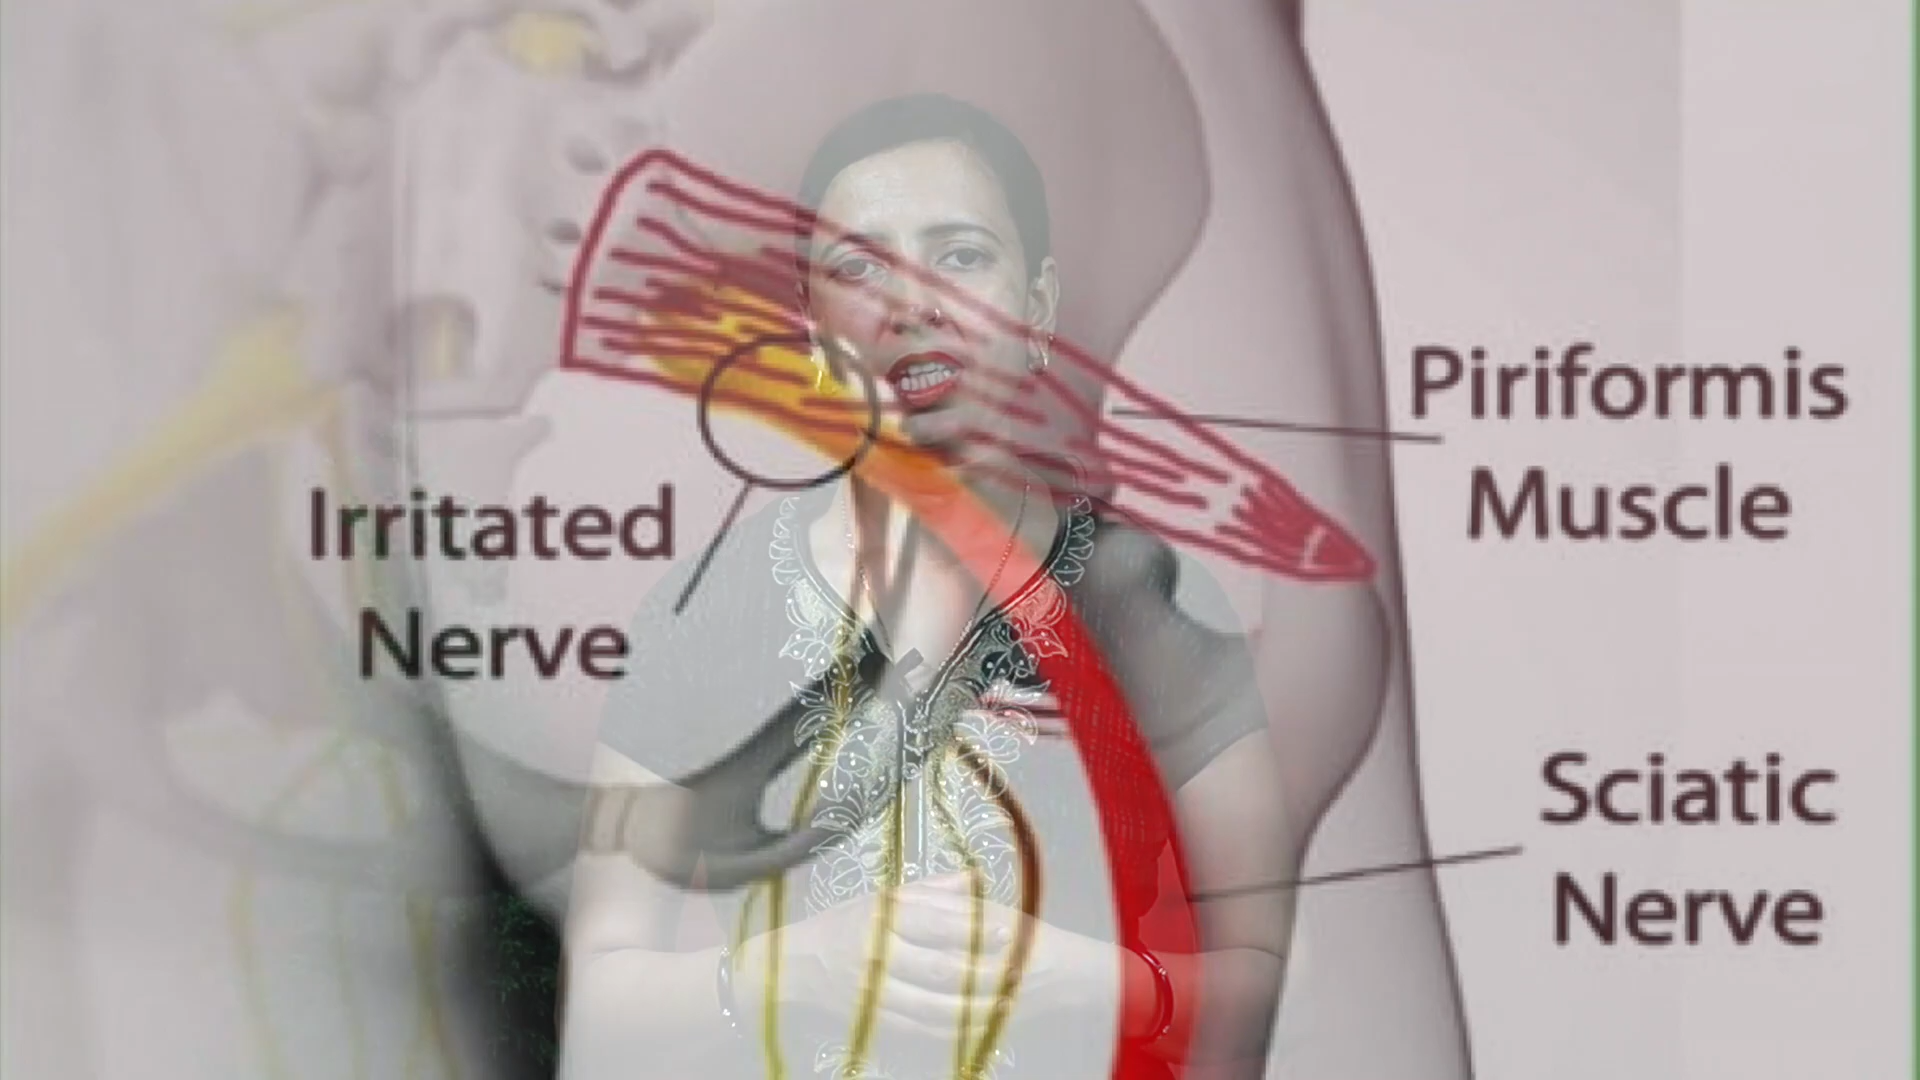 Piriformis
Muscle
Irritated
Nerve
Sciatic
Nerve